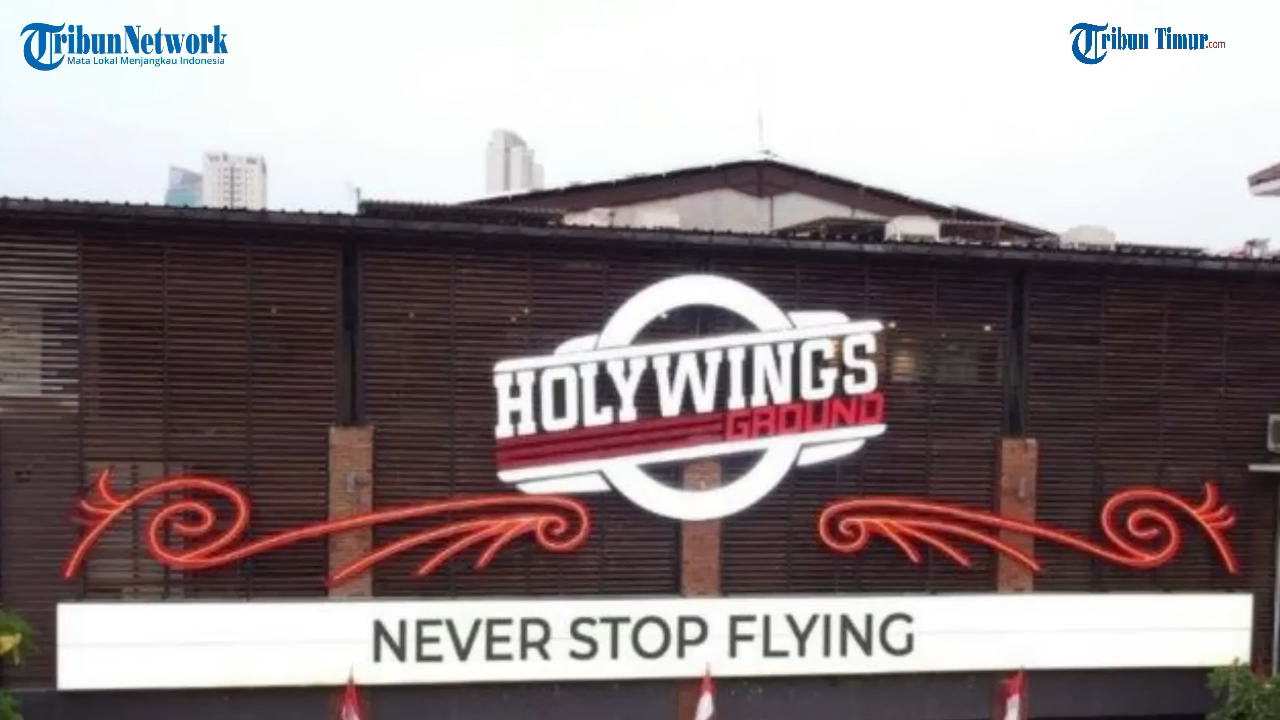 TribunNetwork
Mata Lokal Menjangkau Indonesia
Tribun Timur.com
HOLYWINGS
GROUND
NEVER STOP FLYING